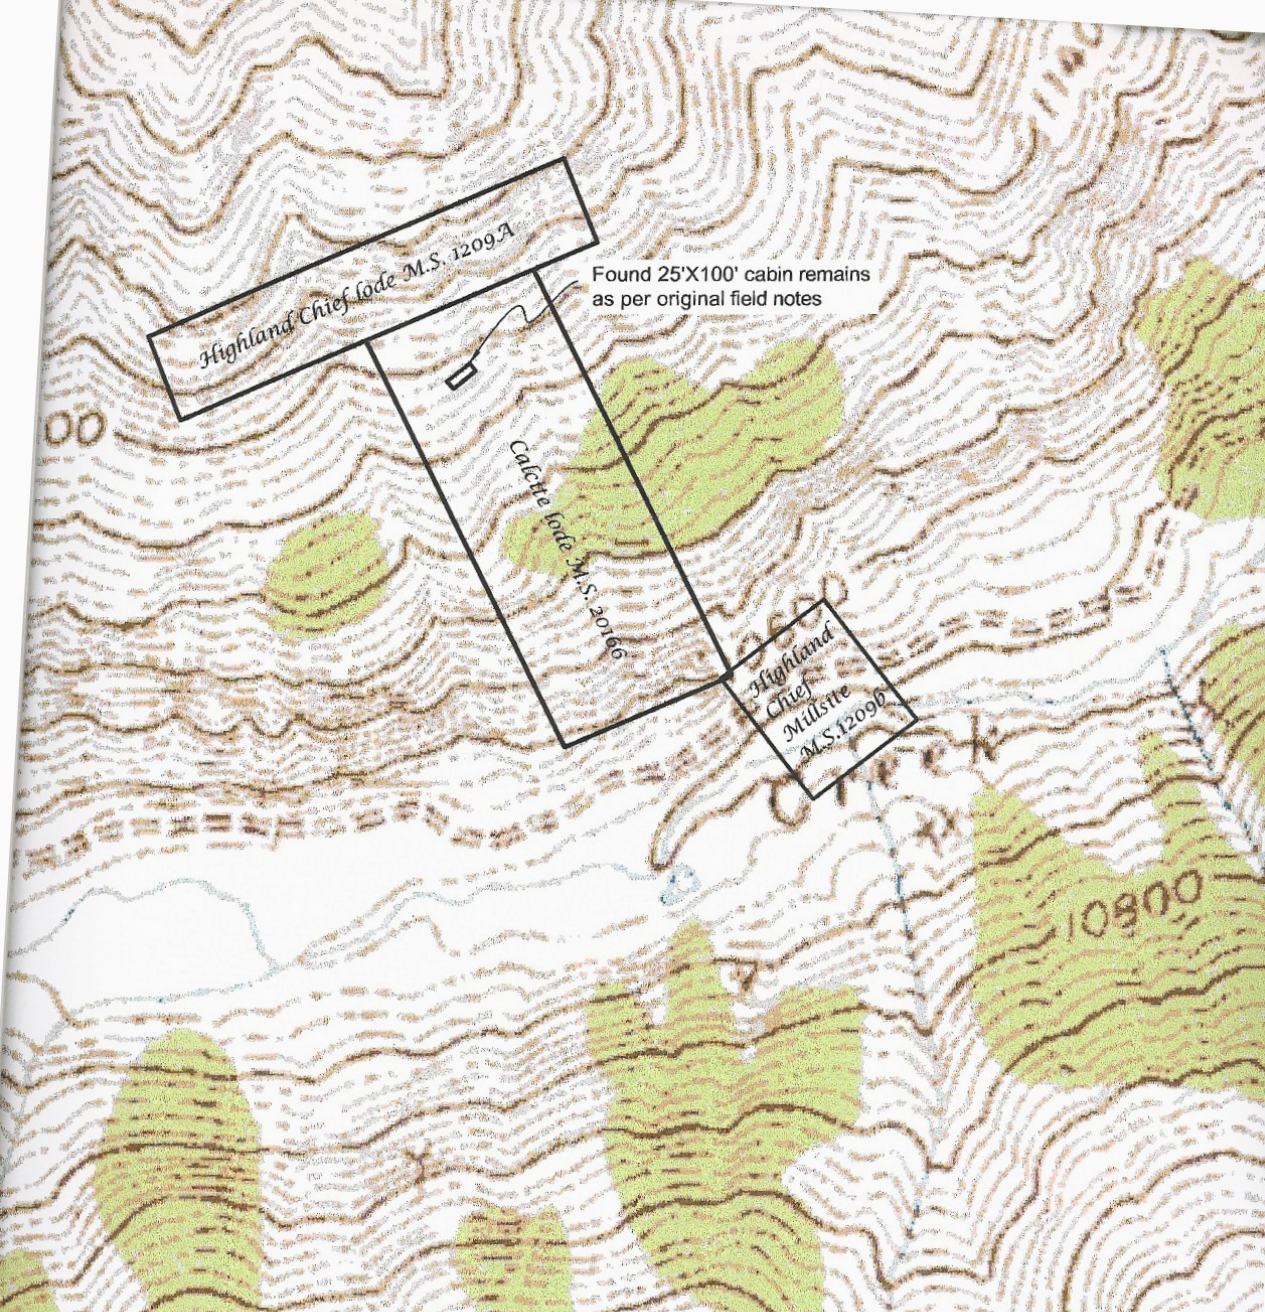 Highland Chief lode M.S. 1209A
Found 25'X100' cabin remains
as per original field notes
00
Calcite lode M.S. 20166
Highland
Chief
Millsite
M.S.1209b
Creek
10800